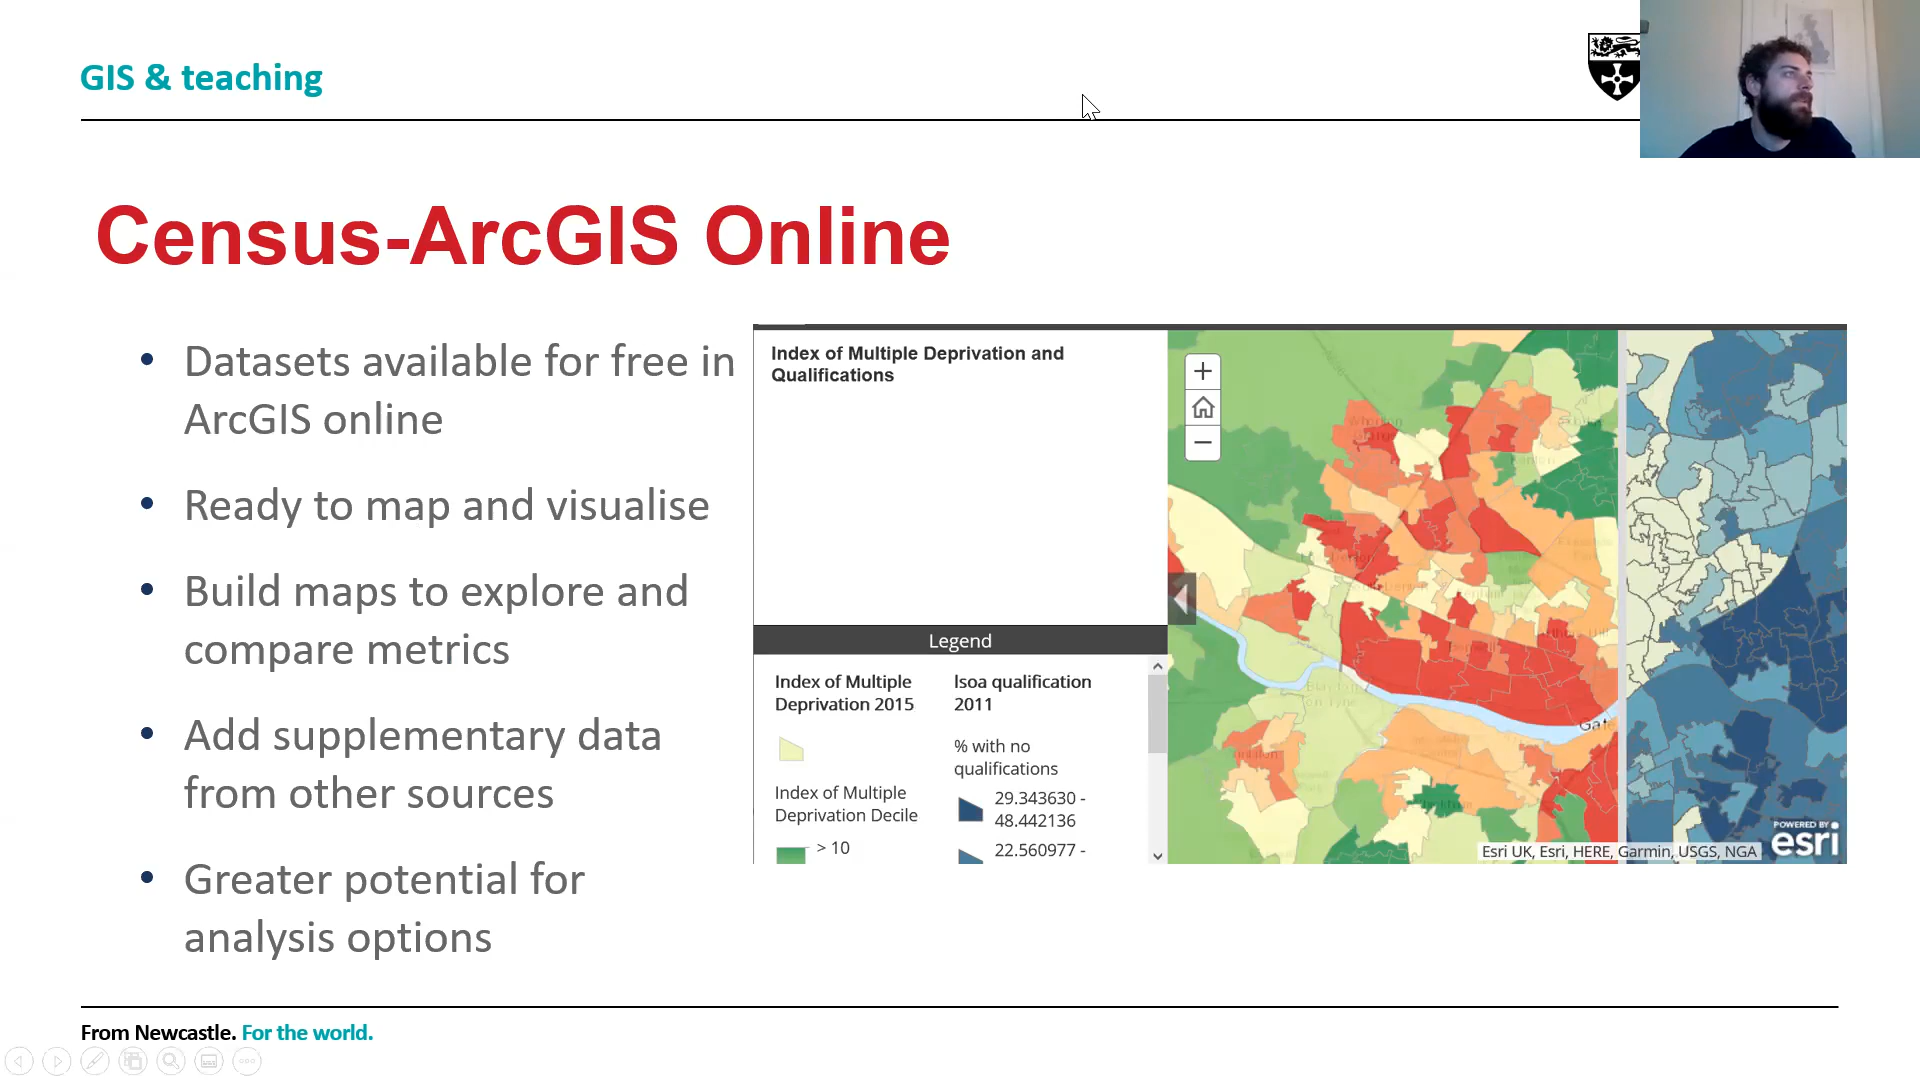 GIS & teaching
Census-ArcGIS Online
• Datasets available for free in
ArcGIS online
• Ready to map and visualise
• Build maps to explore and
compare metrics
• Add supplementary data
from other sources
• Greater potential for
analysis options
Index of Multiple Deprivation and
Qualifications
Legend
Index of Multiple
Deprivation 2015
Index of Multiple
Deprivation Decile
> 10
lsoa qualification
2011
% with no
qualifications
29.343630 -
48.442136
22.560977 -
Gate
Esri UK, Esri, HERE, Garmin, USGS, NGA
POWERED BY
esri
From Newcastle. For the world.